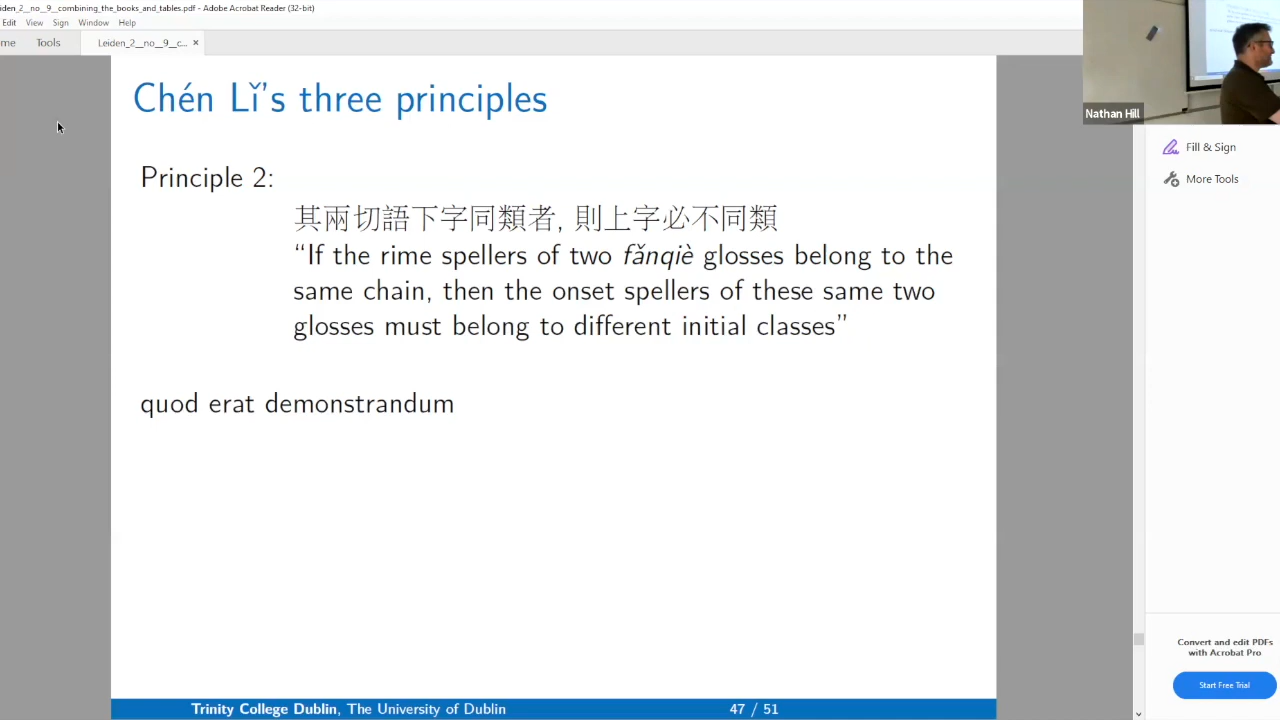 eiden_2__no__9__combining_the_books_and_tables.pdf - Adobe Acrobat Reader (32-bit)
Edit View Sign Window Help
me Tools Leiden_2__no__9__c... ×
Chén Lǐ's three principles
Nathan Hill
Fill & Sign
More Tools
Principle 2:
其兩切語下字同類者, 則上字必不同類
“If the rime spellers of two fǎnqiè glosses belong to the
same chain, then the onset spellers of these same two
glosses must belong to different initial classes”
quod erat demonstrandum
Convert and edit PDFs
with Acrobat Pro
Start Free Trial
Trinity College Dublin, The University of Dublin 47 / 51